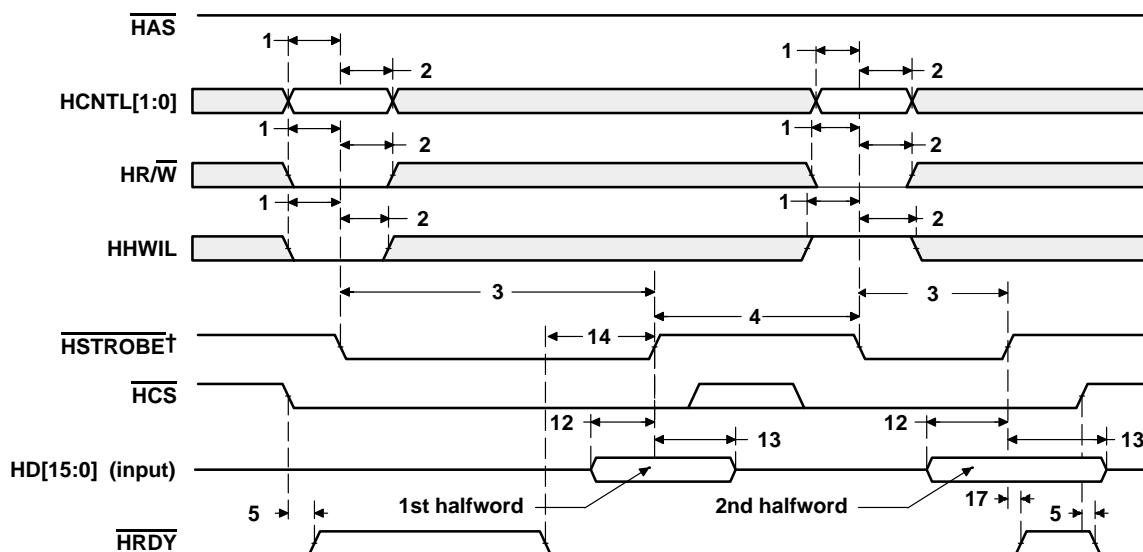 HAS
1
1
2
2
HCNTL[1:0]
1
1
2
2
HR/W
1
1
2
2
HHWIL
3
3
4
14
HSTROBE†
HCS
12
12
13
13
HD[15:0] (input)
1st halfword
2nd halfword
17
5
5
HRDY